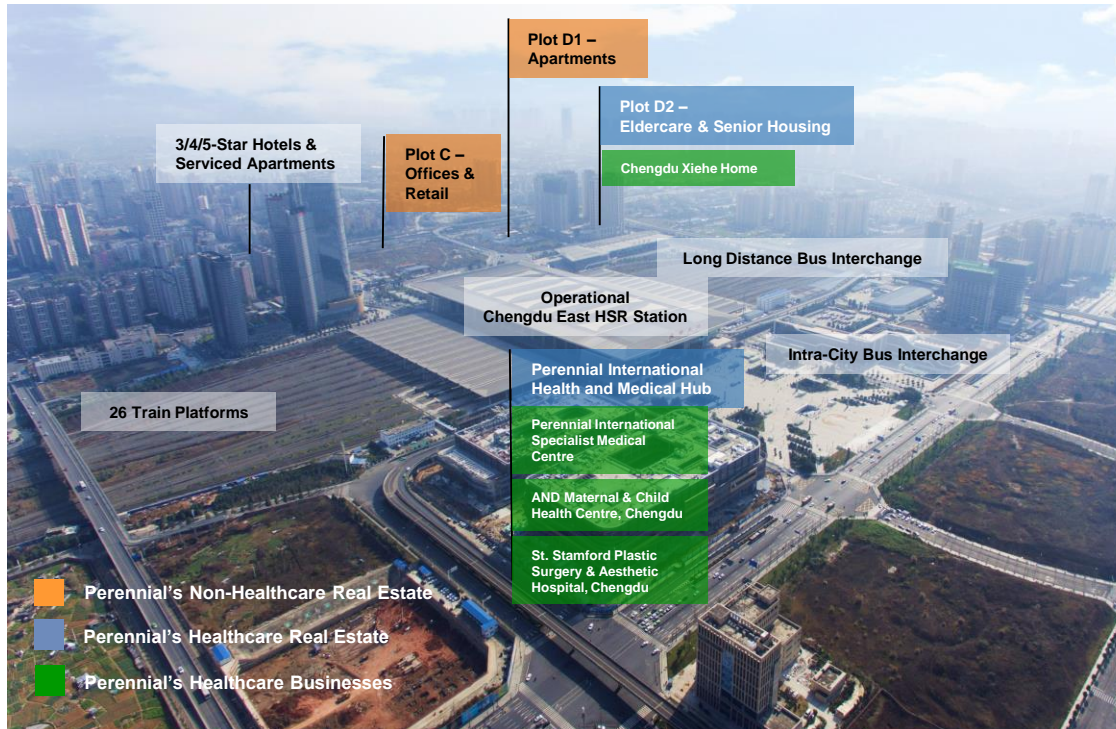 Plot D1 –
Apartments
Plot D2 –
Eldercare & Senior Housing
Chengdu Xiehe Home
3/4/5-Star Hotels &
Serviced Apartments
Plot C –
Offices &
Retail
Long Distance Bus Interchange
Operational
Chengdu East HSR Station
Intra-City Bus Interchange
Perennial International
Health and Medical Hub
26 Train Platforms
Perennial International
Specialist Medical
Centre
AND Maternal & Child
Health Centre, Chengdu
St. Stamford Plastic
Surgery & Aesthetic
Hospital, Chengdu
Perennial's Non-Healthcare Real Estate
Perennial's Healthcare Real Estate
Perennial's Healthcare Businesses